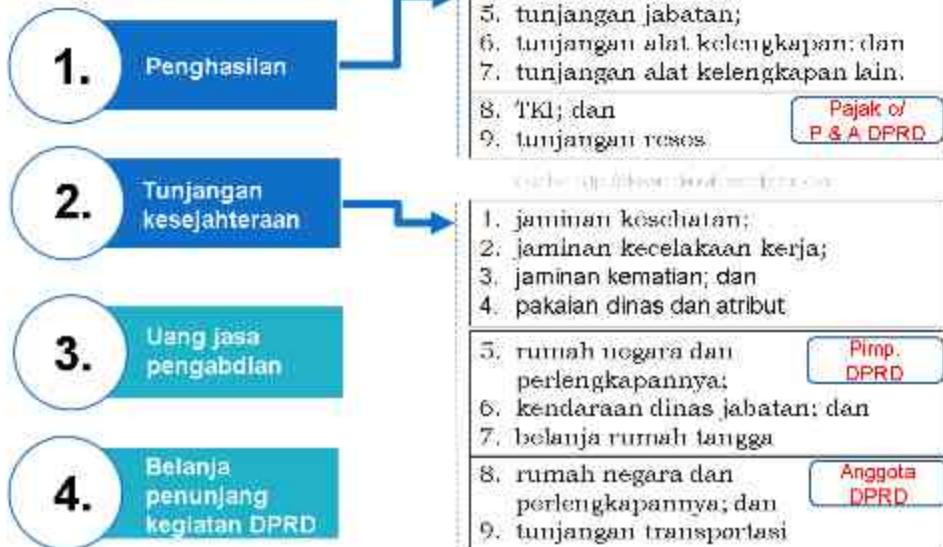 1. Penghasilan
5. tunjangan jabatan;
6. tunjangan alat kelengkapan; dan
7. tunjangan alat kelengkapan lain.
8. TKI; dan
9. tunjangan reses
Pajak o/
P & A DPRD
2. Tunjangan
kesejahteraan
1. jaminan kesehatan;
2. jaminan kecelakaan kerja;
3. jaminan kematian; dan
4. pakaian dinas dan atribut
3. Uang jasa
pengabdian
5. rumah negara dan
perlengkapannya;
6. kendaraan dinas jabatan; dan
7. belanja rumah tangga
Pimp.
DPRD
4. Belanja
penunjang
kegiatan DPRD
8. rumah negara dan
perlengkapannya; dan
9. tunjangan transportasi
Anggota
DPRD